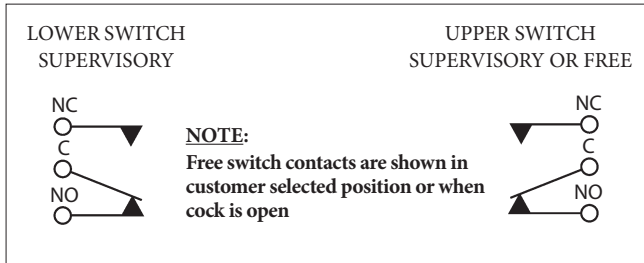 LOWER SWITCH
SUPERVISORY
NC
C
NO
NOTE:
Free switch contacts are shown in
customer selected position or when
cock is open
UPPER SWITCH
SUPERVISORY OR FREE
NC
C
NO